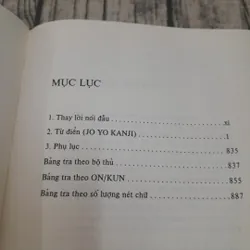 MỤC LỤC
1. Thay lời nói đầu ........ xi
2. Từ điển (JO YO KANJI) ........ 1
3. Phụ lục ........ 835
Bảng tra theo bộ thủ ........ 837
Bảng tra theo ON/KUN ........ 855
Bảng tra theo số lượng nét chữ ........ 887